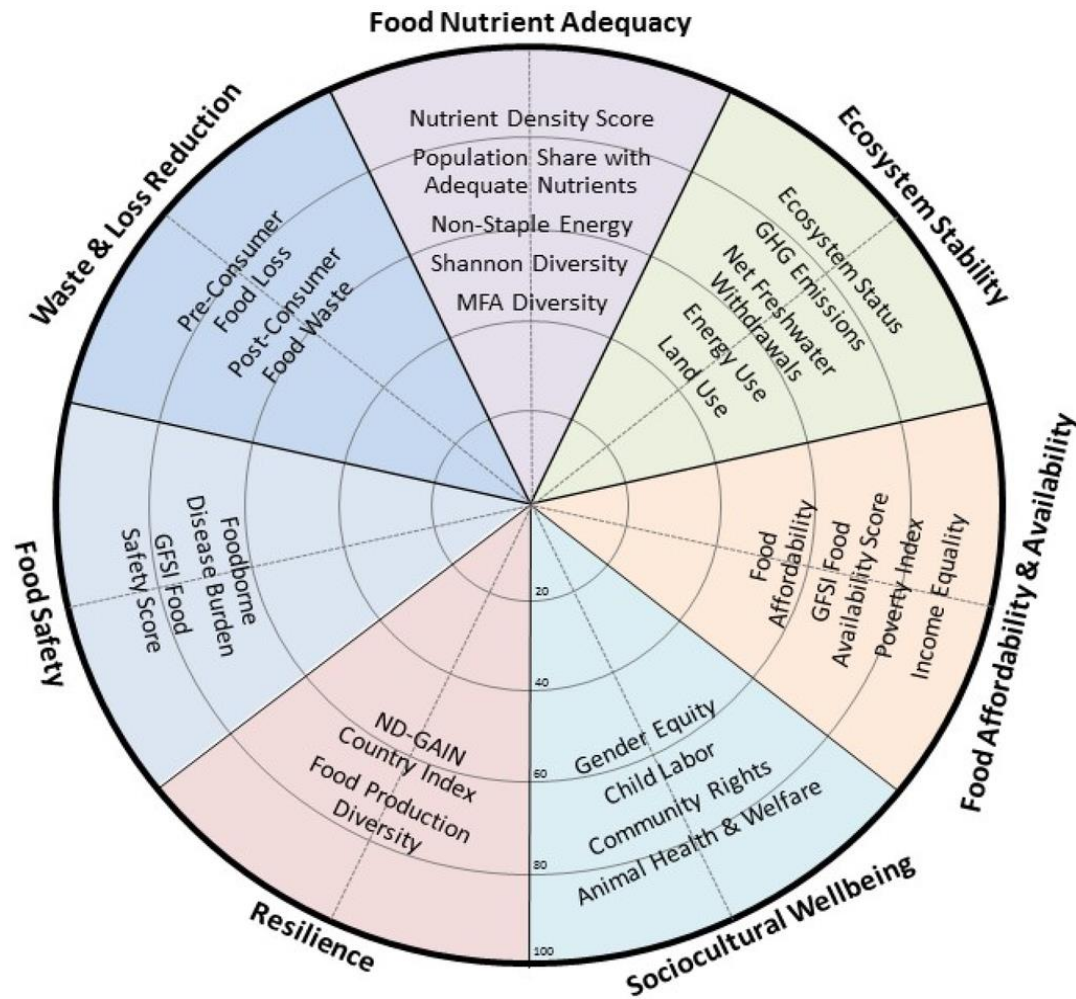 Food Nutrient Adequacy
Nutrient Density Score
Population Share with
Adequate Nutrients
Non-Staple Energy
Shannon Diversity
MFA Diversity
Ecosystem Stability
Ecosystem Status
GHG Emissions
Net Freshwater
Withdrawals
Energy Use
Land Use
Food Affordability & Availability
Food
Affordability
GFSI Food
Availability Score
Poverty Index
Income Equality
Sociocultural Wellbeing
Gender Equity
Child Labor
Community Rights
Animal Health & Welfare
Resilience
ND-GAIN
Country Index
Food Production
Diversity
Food Safety
Foodborne
Disease Burden
GFSI Food
Safety Score
Waste & Loss Reduction
Pre-Consumer
Food Loss
Post-Consumer
Food Waste
20
40
60
80
100